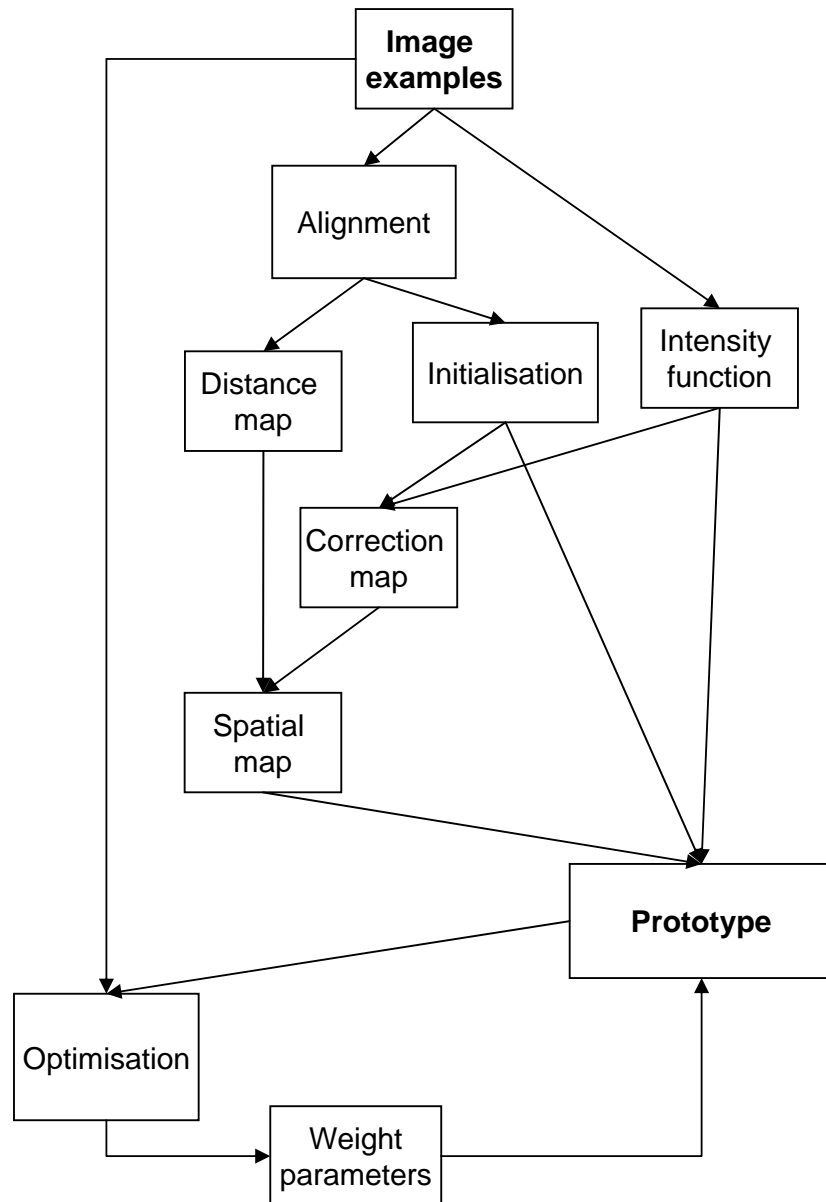 Image
examples
Alignment
Intensity
function
Initialisation
Distance
map
Correction
map
Spatial
map
Prototype
Optimisation
Weight
parameters